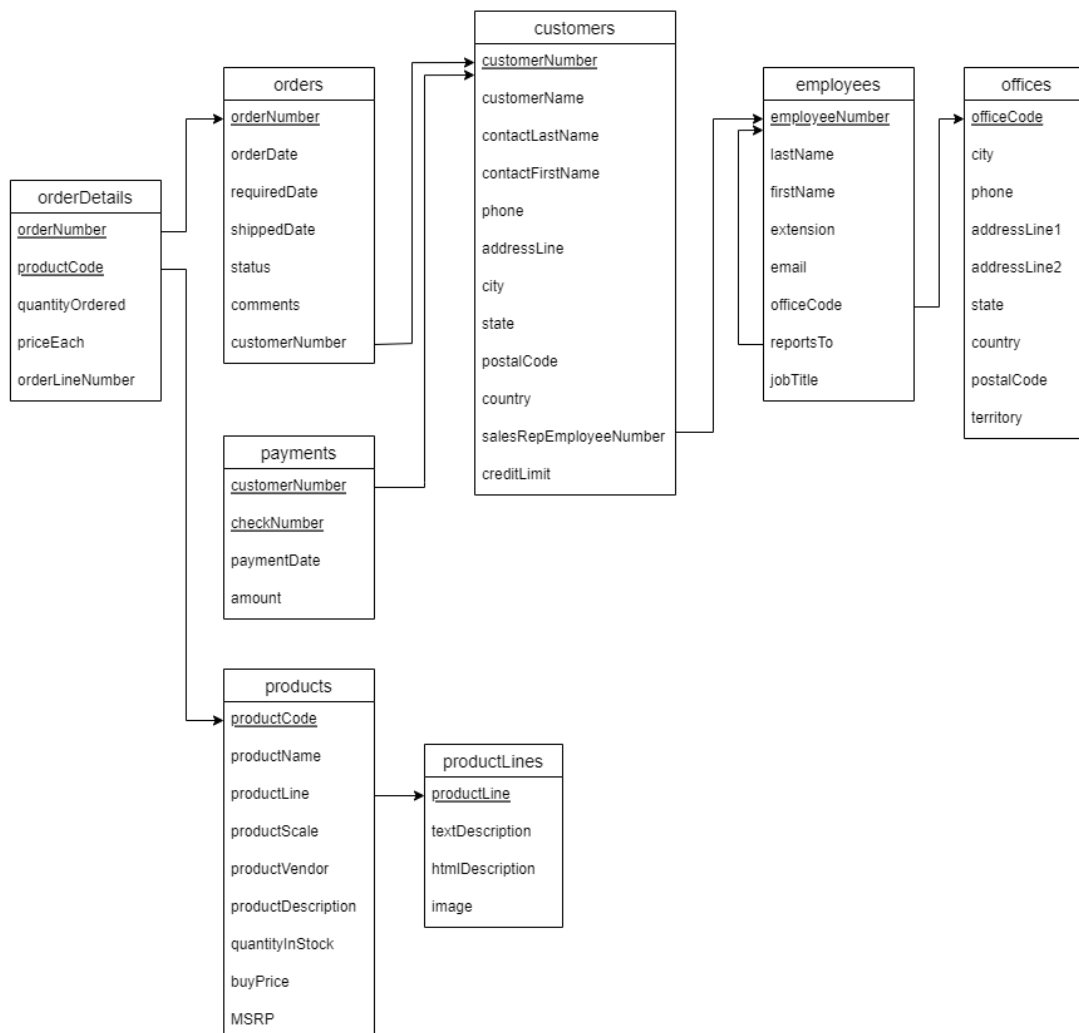 customers
customerNumber
customerName
contactLastName
contactFirstName
phone
addressLine
city
state
postalCode
country
salesRepEmployeeNumber
creditLimit
orders
orderNumber
orderDate
requiredDate
shippedDate
status
comments
customerNumber
employees
employeeNumber
lastName
firstName
extension
email
officeCode
reportsTo
jobTitle
offices
officeCode
city
phone
addressLine1
addressLine2
state
country
postalCode
territory
orderDetails
orderNumber
productCode
quantityOrdered
priceEach
orderLineNumber
payments
customerNumber
checkNumber
paymentDate
amount
products
productCode
productName
productLine
productScale
productVendor
productDescription
quantityInStock
buyPrice
MSRP
productLines
productLine
textDescription
htmlDescription
image